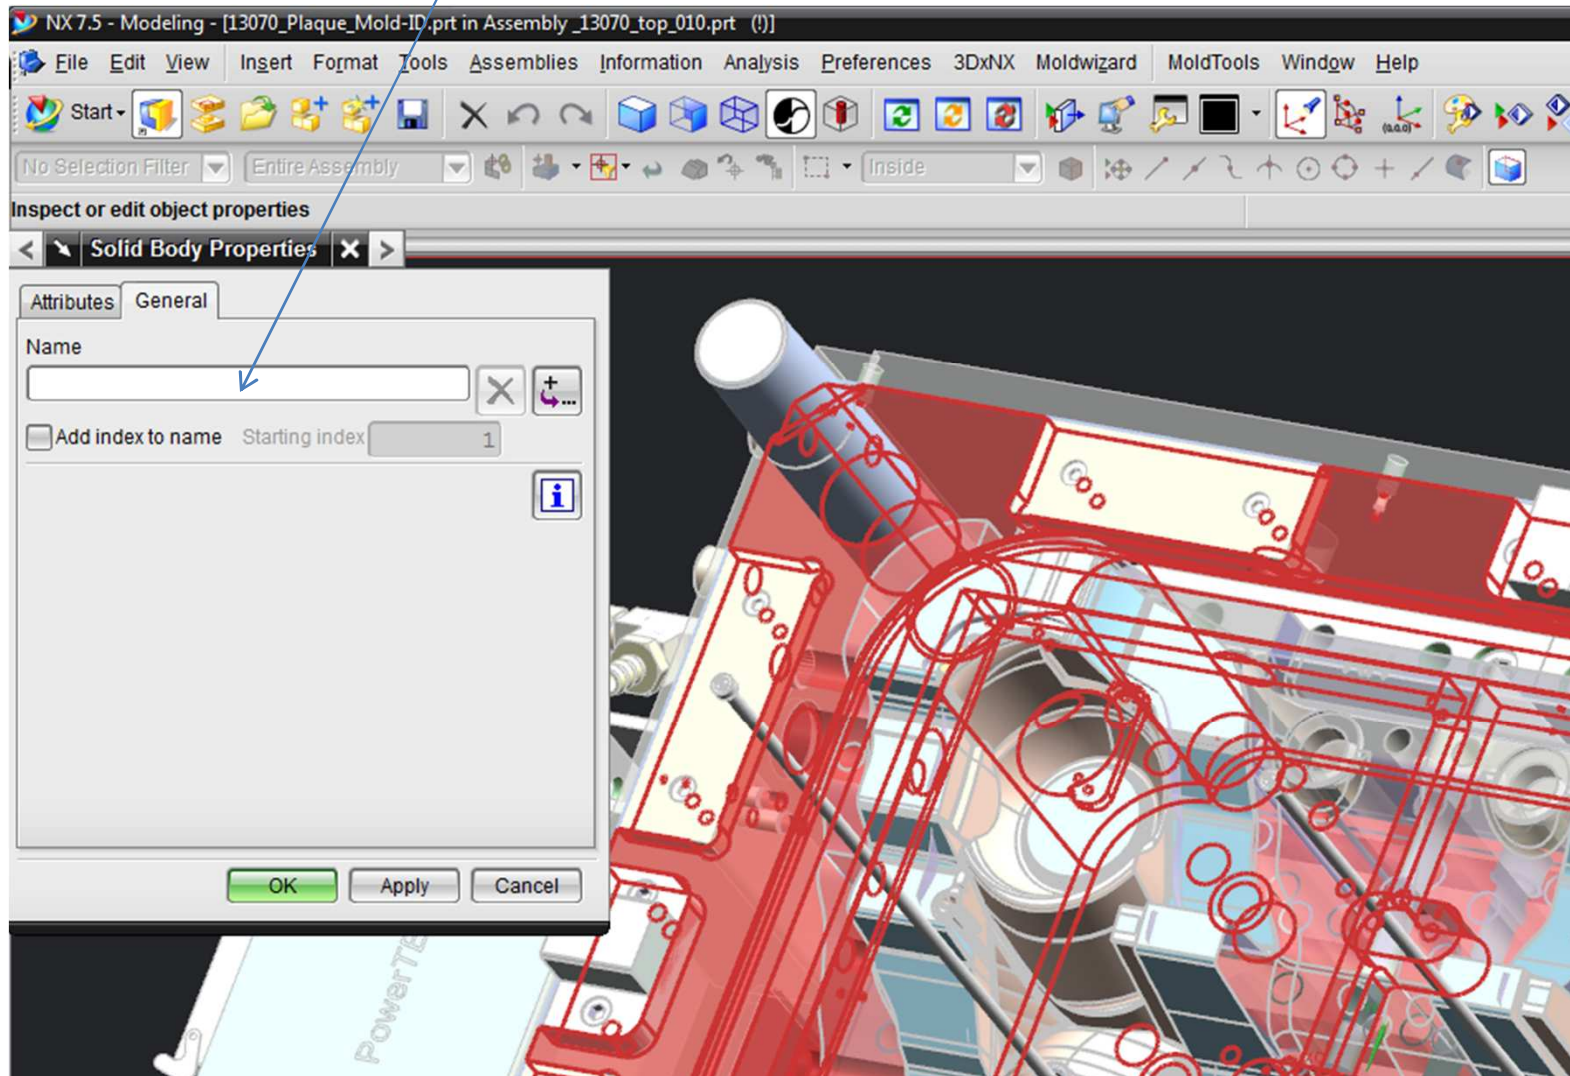 NX 7.5 - Modeling - [13070_Plaque_Mold-ID.prt in Assembly _13070_top_010.prt (!)]
File Edit View Insert Format Tools Assemblies Information Analysis Preferences 3DxNX Moldwizard MoldTools Window Help
Start
No Selection Filter Entire Assembly Inside
Inspect or edit object properties
Solid Body Properties
Attributes General
Name
Add index to name Starting index 1
OK Apply Cancel